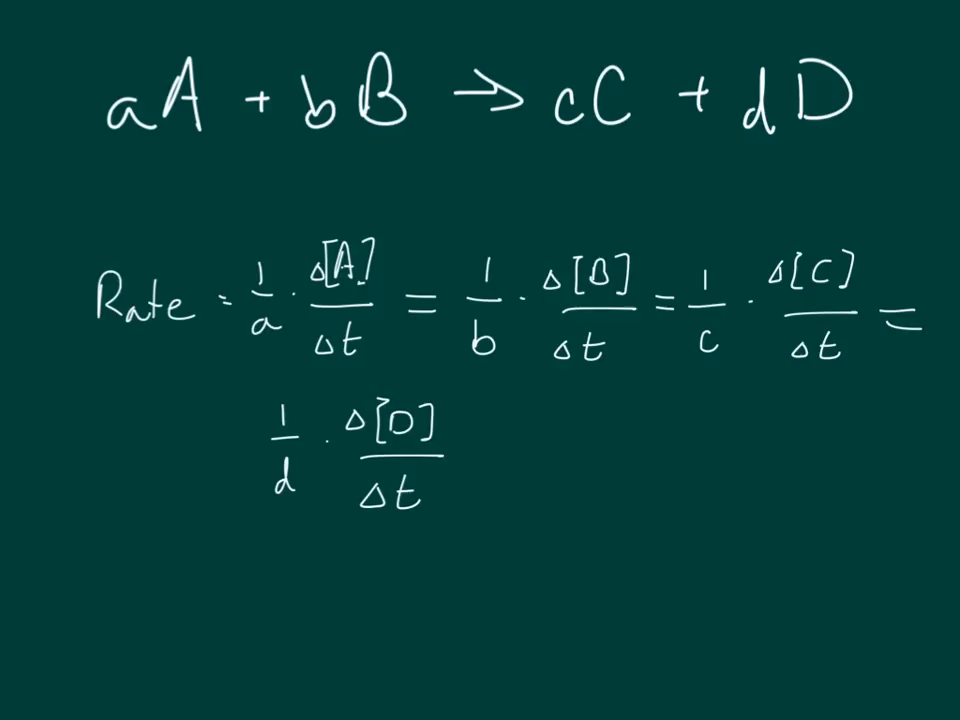 aA + bB → cC + dD
Rate = 1/a · Δ[A]/Δt = 1/b · Δ[B]/Δt = 1/c · Δ[C]/Δt =
1/d · Δ[D]/Δt